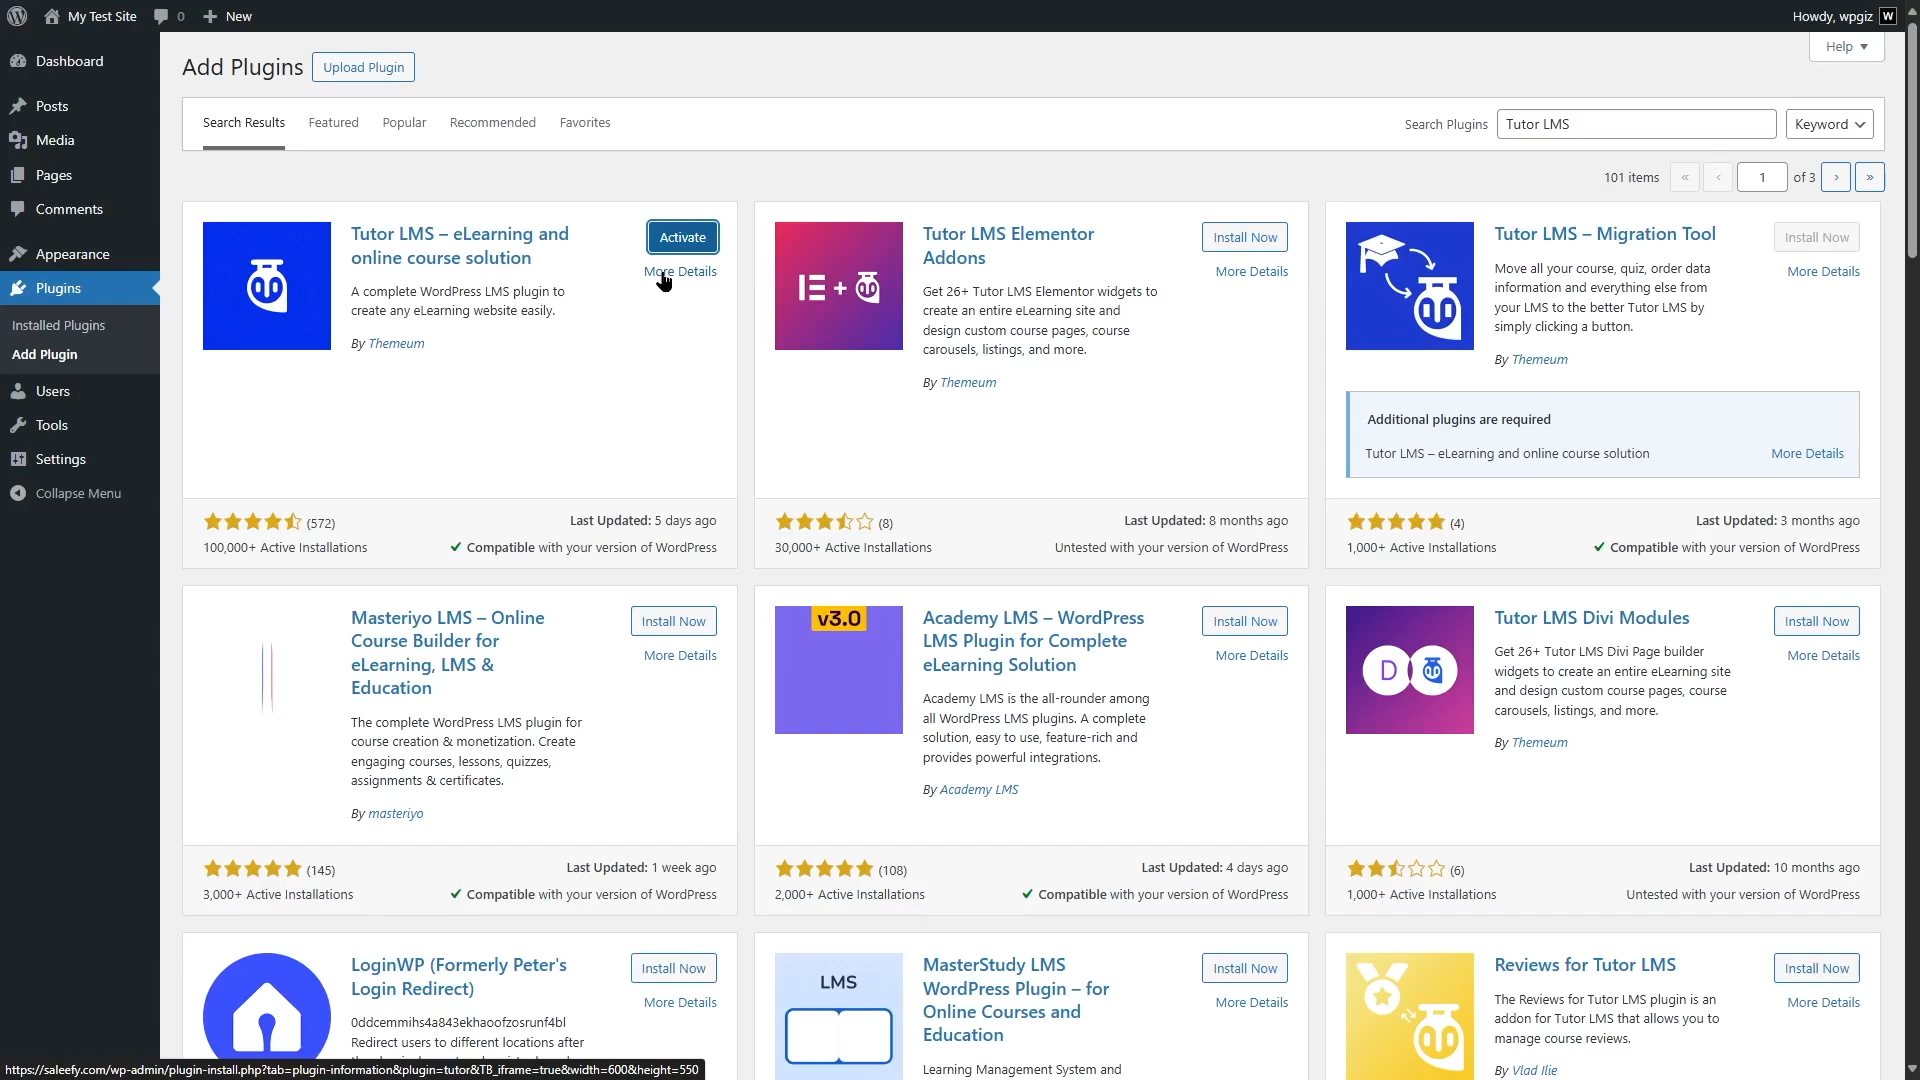 My Test Site
0
New
Howdy, wpgiz
W
Dashboard
Posts
Media
Pages
Comments
Appearance
Plugins
Installed Plugins
Add Plugin
Users
Tools
Settings
Collapse Menu
Help
Add Plugins
Upload Plugin
Search Results
Featured
Popular
Recommended
Favorites
Search Plugins
Tutor LMS
Keyword
101 items
«
‹
1
of 3
›
»
Tutor LMS – eLearning and
online course solution
Activate
More Details
A complete WordPress LMS plugin to
create any eLearning website easily.
By Themeum
(572)
Last Updated: 5 days ago
100,000+ Active Installations
Compatible with your version of WordPress
Tutor LMS Elementor
Addons
Install Now
More Details
Get 26+ Tutor LMS Elementor widgets to
create an entire eLearning site and
design custom course pages, course
carousels, listings, and more.
By Themeum
(8)
Last Updated: 8 months ago
30,000+ Active Installations
Untested with your version of WordPress
Tutor LMS – Migration Tool
Install Now
More Details
Move all your course, quiz, order data
information and everything else from
your LMS to the better Tutor LMS by
simply clicking a button.
By Themeum
Additional plugins are required
Tutor LMS – eLearning and online course solution
More Details
(4)
Last Updated: 3 months ago
1,000+ Active Installations
Compatible with your version of WordPress
Masteriyo LMS – Online
Course Builder for
eLearning, LMS &
Education
Install Now
More Details
The complete WordPress LMS plugin for
course creation & monetization. Create
engaging courses, lessons, quizzes,
assignments & certificates.
By masteriyo
(145)
Last Updated: 1 week ago
3,000+ Active Installations
Compatible with your version of WordPress
v3.0
Academy LMS – WordPress
LMS Plugin for Complete
eLearning Solution
Install Now
More Details
Academy LMS is the all-rounder among
all WordPress LMS plugins. A complete
solution, easy to use, feature-rich and
provides powerful integrations.
By Academy LMS
(108)
Last Updated: 4 days ago
2,000+ Active Installations
Compatible with your version of WordPress
D
Tutor LMS Divi Modules
Install Now
More Details
Get 26+ Tutor LMS Divi Page builder
widgets to create an entire eLearning site
and design custom course pages, course
carousels, listings, and more.
By Themeum
(6)
Last Updated: 10 months ago
1,000+ Active Installations
Untested with your version of WordPress
LoginWP (Formerly Peter's
Login Redirect)
Install Now
More Details
0ddcemmihs4a843ekhaoofzosrunf4bl
Redirect users to different locations after
LMS
MasterStudy LMS
WordPress Plugin – for
Online Courses and
Education
Install Now
More Details
Learning Management System and
Reviews for Tutor LMS
Install Now
More Details
The Reviews for Tutor LMS plugin is an
addon for Tutor LMS that allows you to
manage course reviews.
By Vlad Ilie
https://saleefy.com/wp-admin/plugin-install.php?tab=plugin-information&plugin=tutor&TB_iframe=true&width=600&height=550